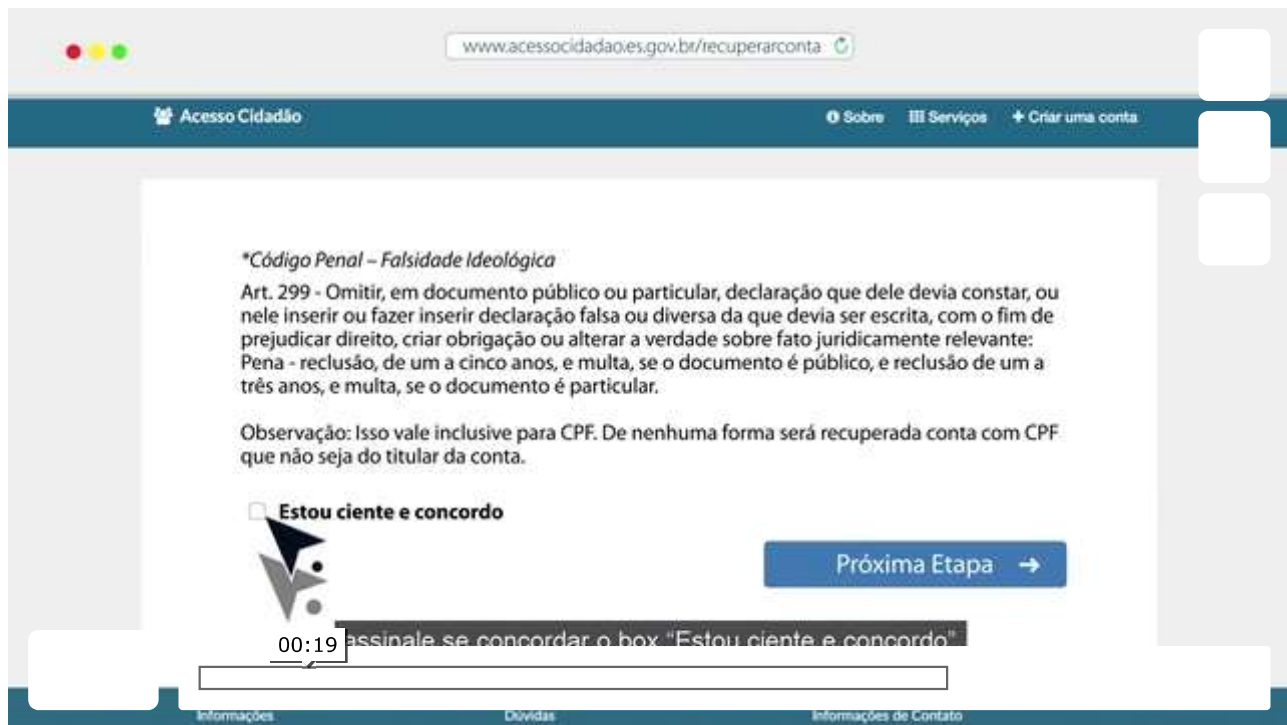 www.acessocidadao.es.gov.br/recuperarconta
Acesso Cidadão
Sobre
Serviços
+ Criar uma conta
*Código Penal – Falsidade Ideológica
Art. 299 - Omitir, em documento público ou particular, declaração que dele devia constar, ou
nele inserir ou fazer inserir declaração falsa ou diversa da que devia ser escrita, com o fim de
prejudicar direito, criar obrigação ou alterar a verdade sobre fato juridicamente relevante:
Pena - reclusão, de um a cinco anos, e multa, se o documento é público, e reclusão de um a
três anos, e multa, se o documento é particular.
Observação: Isso vale inclusive para CPF. De nenhuma forma será recuperada conta com CPF
que não seja do titular da conta.
Estou ciente e concordo
Próxima Etapa →
assinale se concordar o box “Estou ciente e concordo”
00:19
Informações
Dúvidas
Informações de Contato